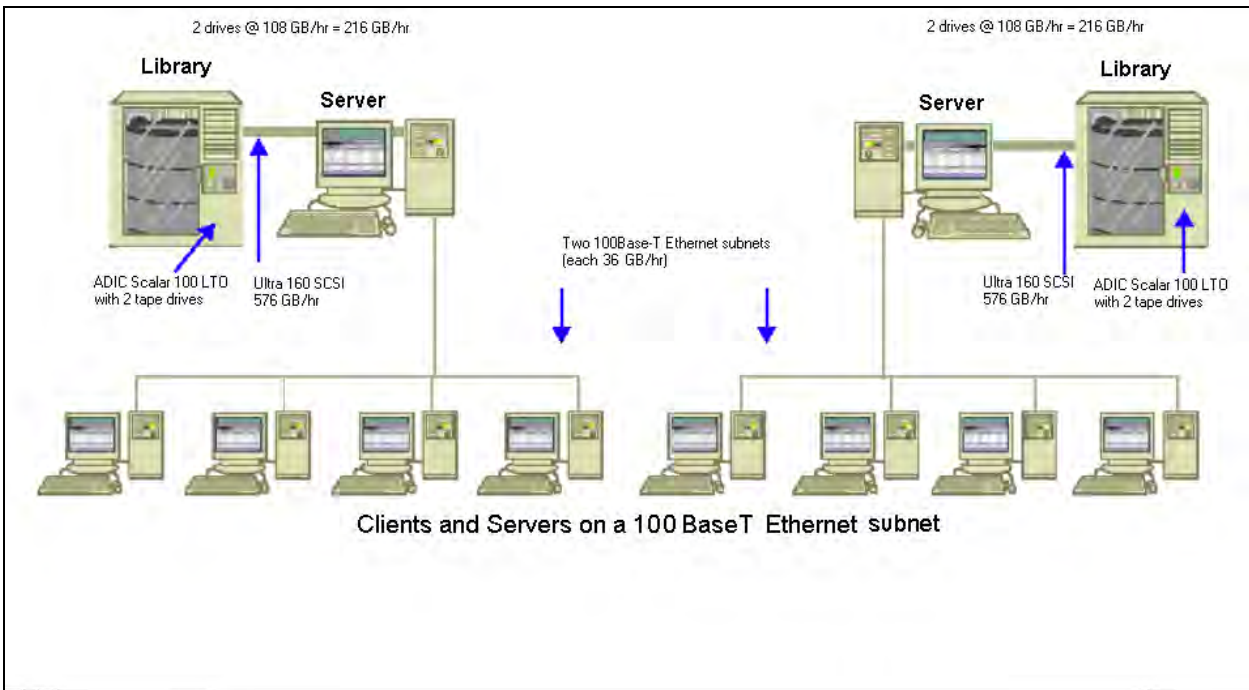 2 drives @ 108 GB/hr = 216 GB/hr
Library
Server
ADIC Scalar 100 LTO
with 2 tape drives
Ultra 160 SCSI
576 GB/hr
Two 100Base-T Ethernet subnets
(each 36 GB/hr)
2 drives @ 108 GB/hr = 216 GB/hr
Library
Server
Ultra 160 SCSI
576 GB/hr
ADIC Scalar 100 LTO
with 2 tape drives
Clients and Servers on a 100 BaseT Ethernet subnet